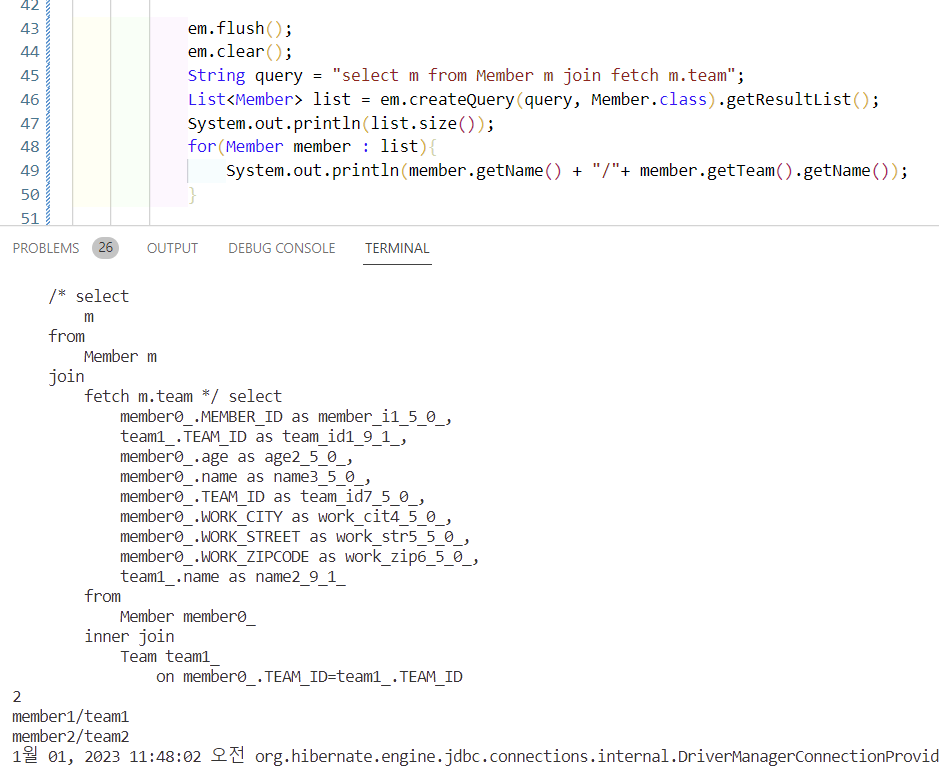 42
43 em.flush();
44 em.clear();
45 String query = "select m from Member m join fetch m.team";
46 List<Member> list = em.createQuery(query, Member.class).getResultList();
47 System.out.println(list.size());
48 for(Member member : list){
49 System.out.println(member.getName() + "/"+ member.getTeam().getName());
50 }
51
PROBLEMS 26 OUTPUT DEBUG CONSOLE TERMINAL
/* select
m
from
Member m
join
fetch m.team */ select
member0_.MEMBER_ID as member_i1_5_0_,
team1_.TEAM_ID as team_id1_9_1_,
member0_.age as age2_5_0_,
member0_.name as name3_5_0_,
member0_.TEAM_ID as team_id7_5_0_,
member0_.WORK_CITY as work_cit4_5_0_,
member0_.WORK_STREET as work_str5_5_0_,
member0_.WORK_ZIPCODE as work_zip6_5_0_,
team1_.name as name2_9_1_
from
Member member0_
inner join
Team team1_
on member0_.TEAM_ID=team1_.TEAM_ID
2
member1/team1
member2/team2
1월 01, 2023 11:48:02 오전 org.hibernate.engine.jdbc.connections.internal.DriverManagerConnectionProvid